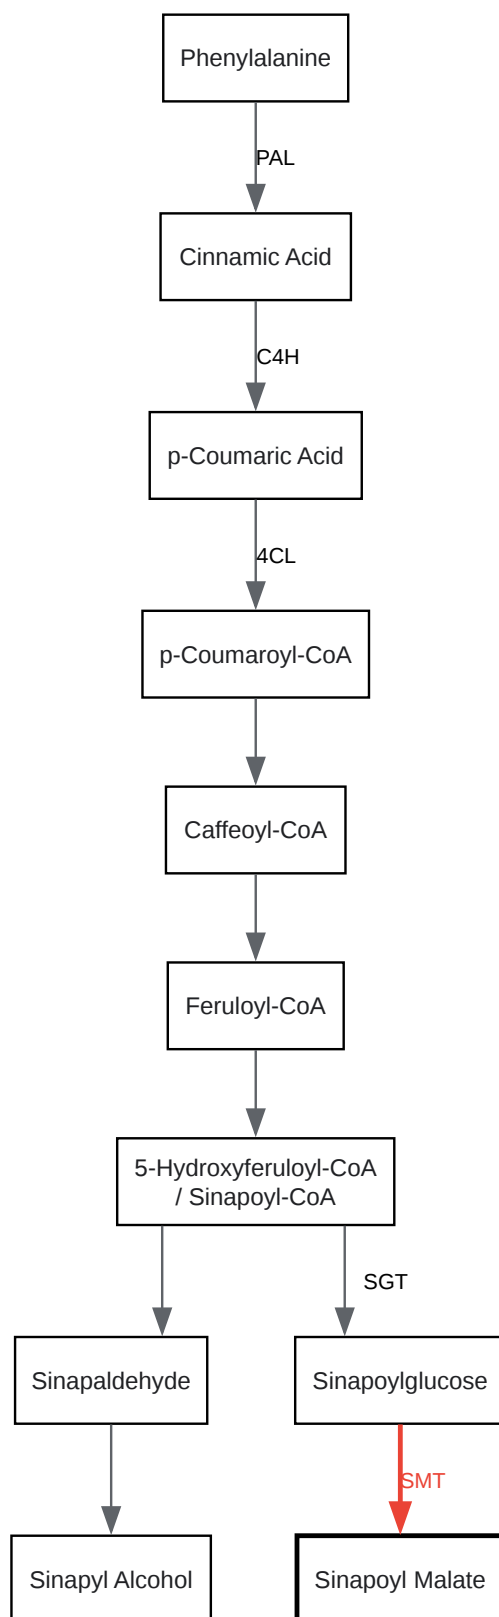 Phenylalanine
PAL
Cinnamic Acid
C4H
p-Coumaric Acid
4CL
p-Coumaroyl-CoA
Caffeoyl-CoA
Feruloyl-CoA
5-Hydroxyferuloyl-CoA
/ Sinapoyl-CoA
SGT
Sinapaldehyde
Sinapoylglucose
SMT
Sinapyl Alcohol
Sinapoyl Malate